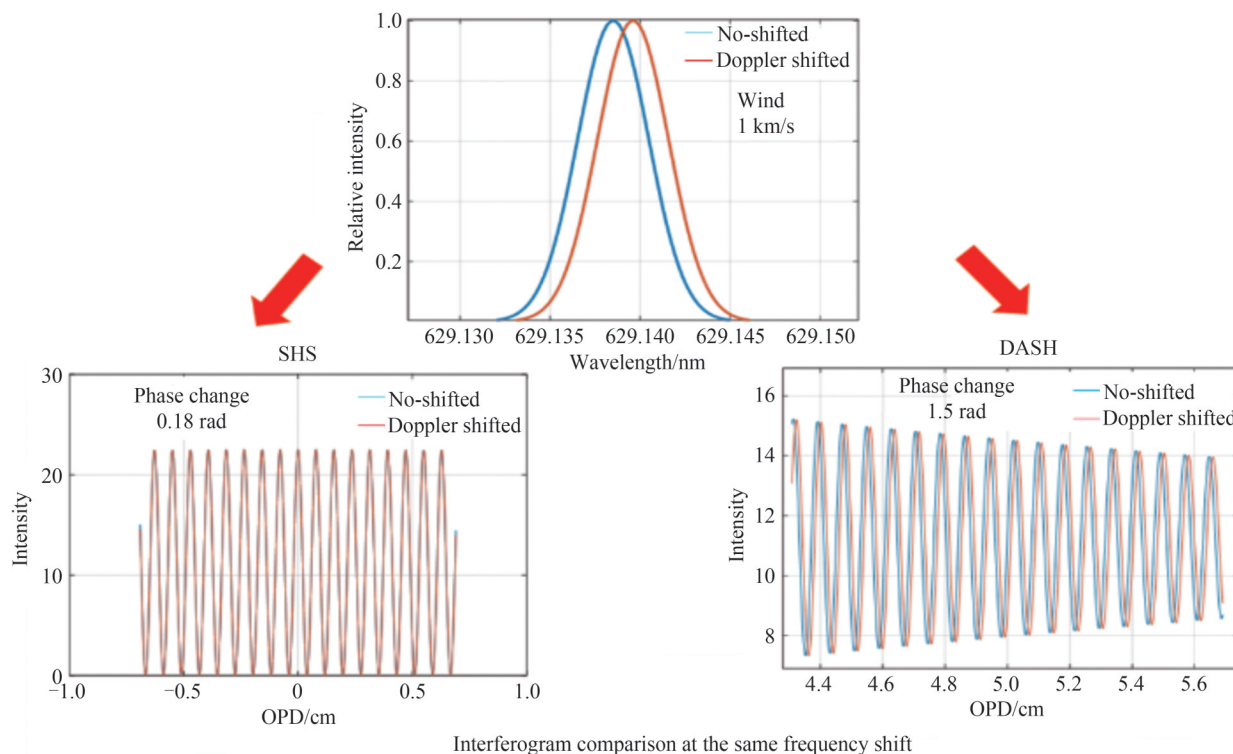 1.0
0.8
0.6
0.4
0.2
Relative intensity
No-shifted
Doppler shifted
Wind
1 km/s
629.130
629.135
629.140
629.145
629.150
Wavelength/nm
SHS
30
20
10
0
Intensity
Phase change
0.18 rad
No-shifted
Doppler shifted
−1.0
−0.5
0
0.5
1.0
OPD/cm
DASH
16
14
12
10
8
Intensity
Phase change
1.5 rad
No-shifted
Doppler shifted
4.4
4.6
4.8
5.0
5.2
5.4
5.6
OPD/cm
Interferogram comparison at the same frequency shift